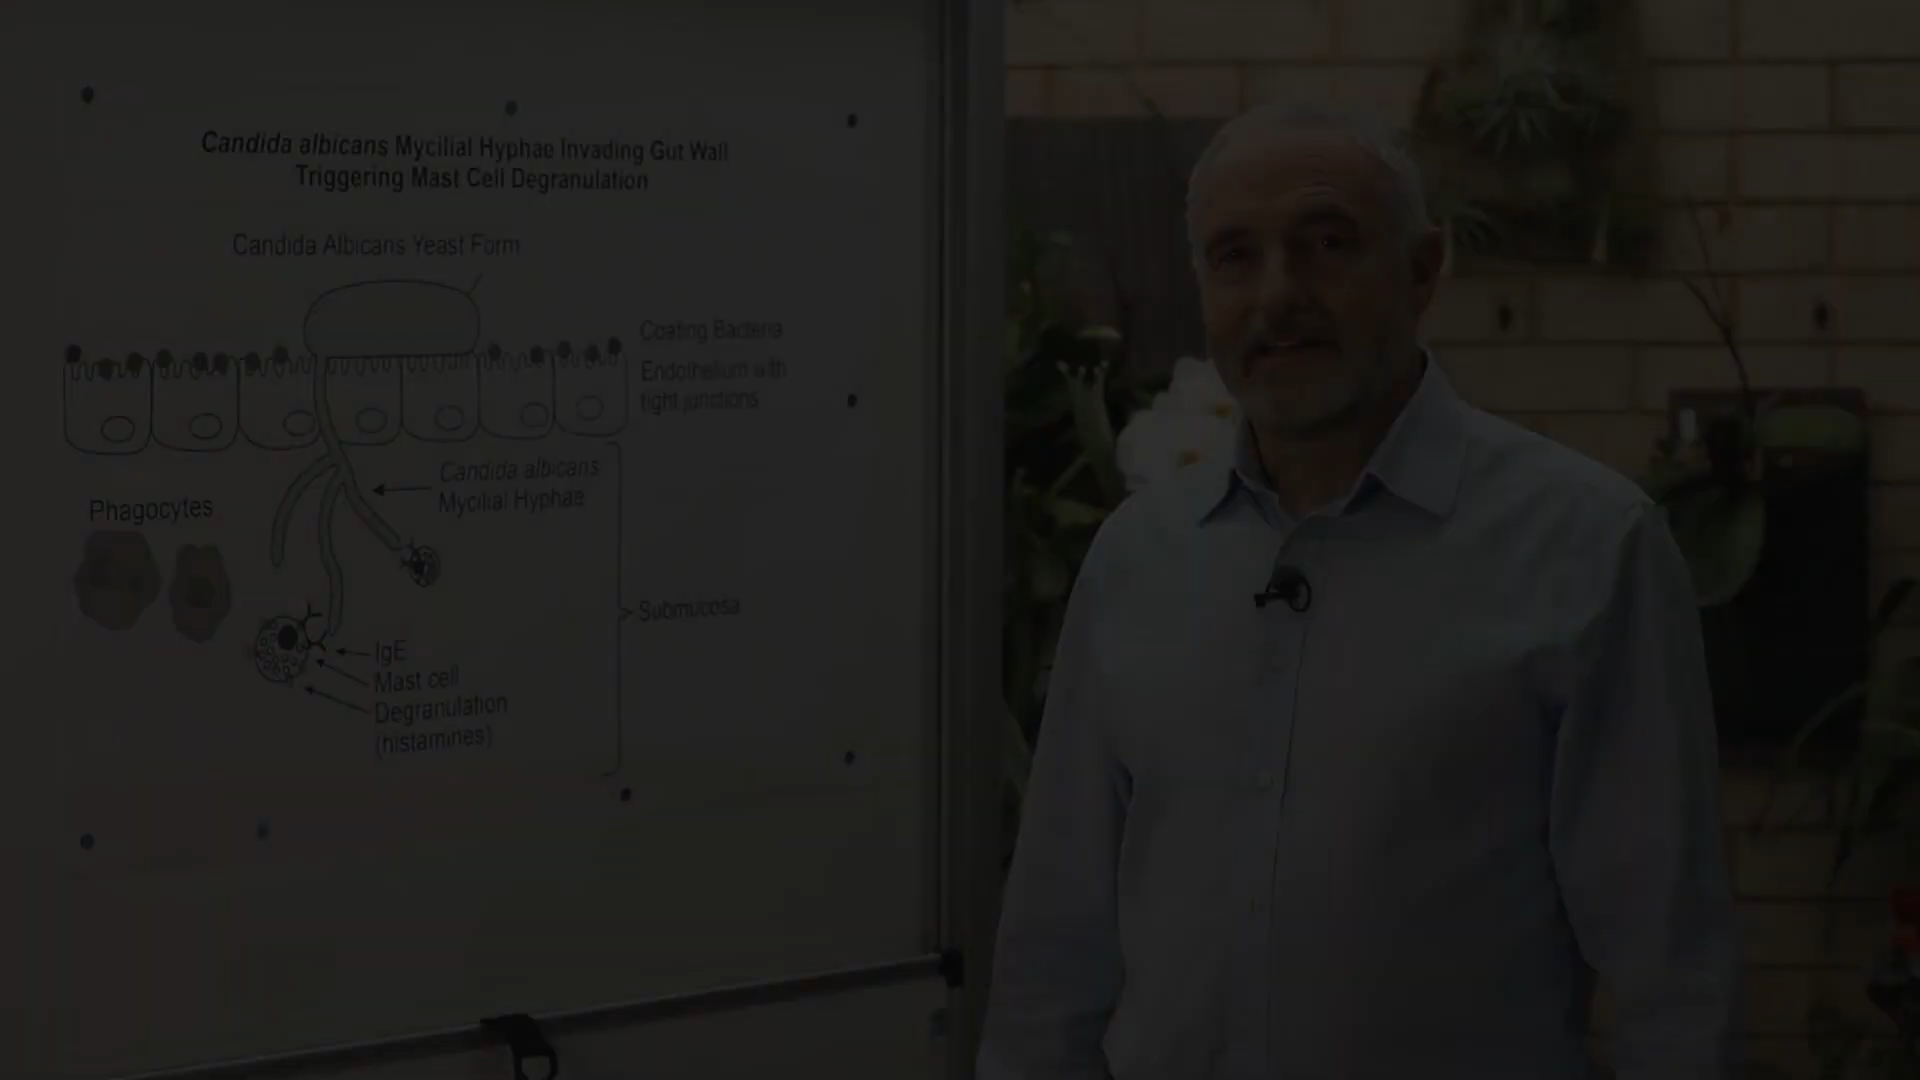 Candida albicans Mycilial Hyphae Invading Gut Wall
Triggering Mast Cell Degranulation
Candida Albicans Yeast Form
Coating Bacteria
Endothelium with
tight junctions
Candida albicans
Mycilial Hyphae
Phagocytes
Submucosa
IgE
Mast cell
Degranulation
(histamines)